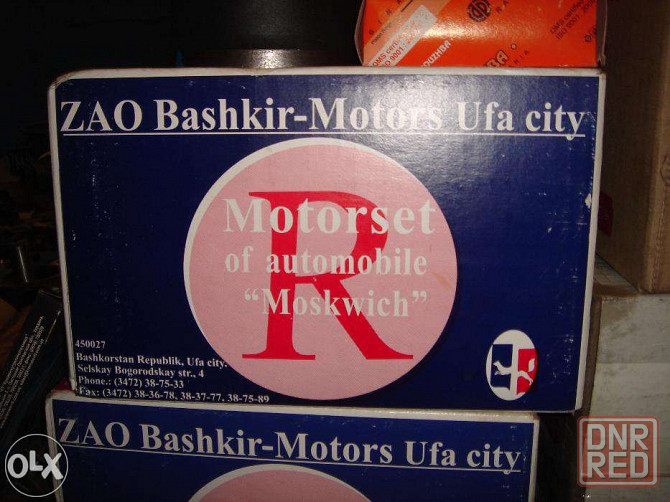 ZAO Bashkir-Motors Ufa city
R
Motorset
of automobile
“Moskwich”
450027
Bashkorstan Republik, Ufa city.
Selskay Bogorodskay str., 4
Phone.: (3472) 38-75-33
Fax: (3472) 38-36-78, 38-37-77, 38-75-89
ZAO Bashkir-Motors Ufa city
OLX
DNR
RED